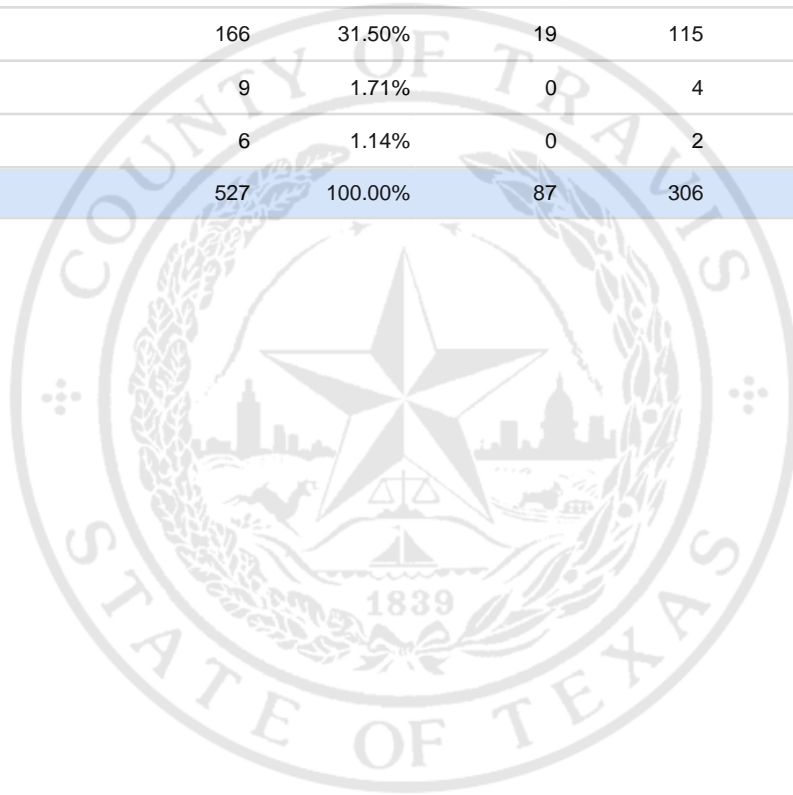 166 31.50% 19 115
9 1.71% 0 4
6 1.14% 0 2
527 100.00% 87 306
COUNTY OF TRAVIS
1839
STATE OF TEXAS